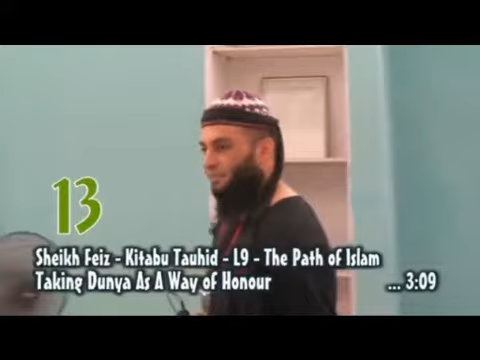 13
Sheikh Feiz - Kitabu Tauhid - L9 - The Path of Islam
Taking Dunya As A Way of Honour ... 3:09